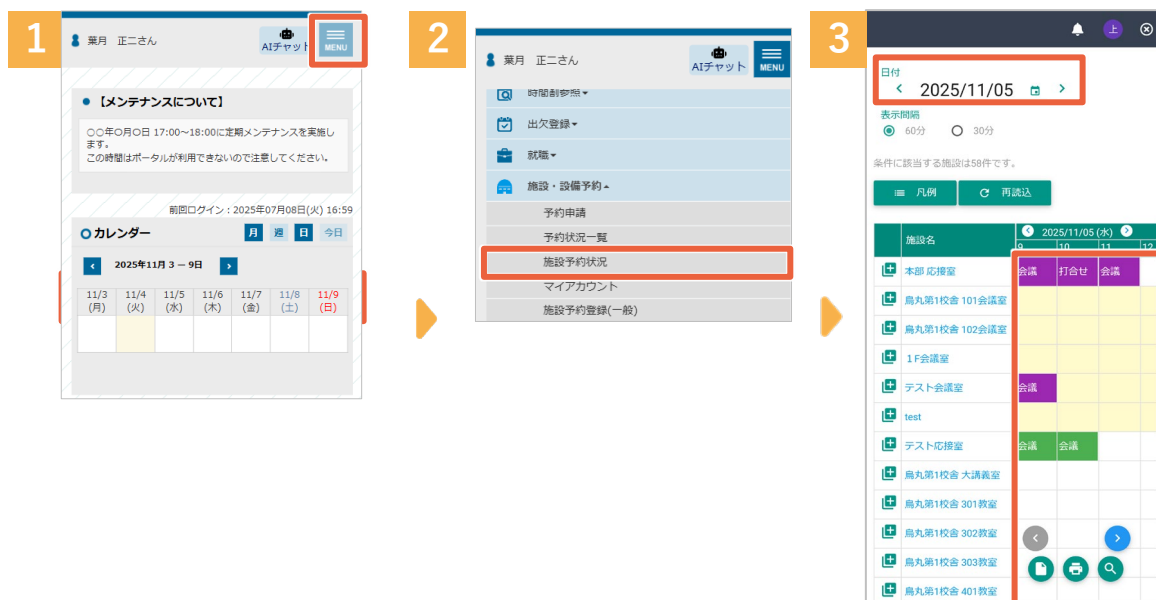 1
葉月 正二さん
AIチャット
MENU
【メンテナンスについて】
○○年○月○日 17:00～18:00に定期メンテナンスを実施し
ます。
この時間はポータルが利用できないので注意してください。
前回ログイン：2025年07月08日(火) 16:59
カレンダー
月 週 日 今日
2025年11月 3 － 9日
11/3 11/4 11/5 11/6 11/7 11/8 11/9
(月) (火) (水) (木) (金) (土) (日)
2
葉月 正二さん
AIチャット
MENU
時間割参照
出欠登録
就職
施設・設備予約
予約申請
予約状況一覧
施設予約状況
マイアカウント
施設予約登録(一般)
3
上
日付
2025/11/05
表示間隔
60分 30分
条件に該当する施設は58件です。
凡例 再読込
施設名 2025/11/05 (水)
9 10 11 12
本部 応接室 会議 打合せ 会議
烏丸第1校舎 101会議室
烏丸第1校舎 102会議室
１F会議室
テスト会議室 会議
test
テスト応接室 会議 会議
烏丸第1校舎 大講義室
烏丸第1校舎 301教室
烏丸第1校舎 302教室
烏丸第1校舎 303教室
烏丸第1校舎 401教室